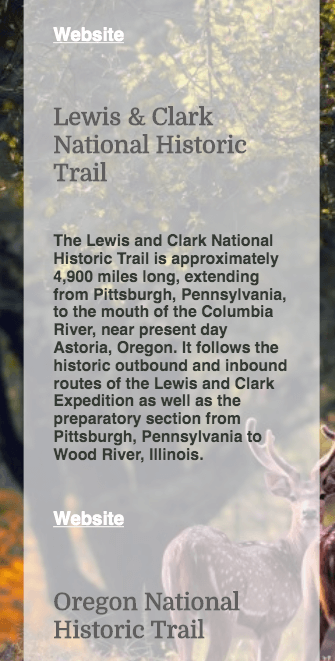 Website
Lewis & Clark
National Historic
Trail
The Lewis and Clark National
Historic Trail is approximately
4,900 miles long, extending
from Pittsburgh, Pennsylvania,
to the mouth of the Columbia
River, near present day
Astoria, Oregon. It follows the
historic outbound and inbound
routes of the Lewis and Clark
Expedition as well as the
preparatory section from
Pittsburgh, Pennsylvania to
Wood River, Illinois.
Website
Oregon National
Historic Trail